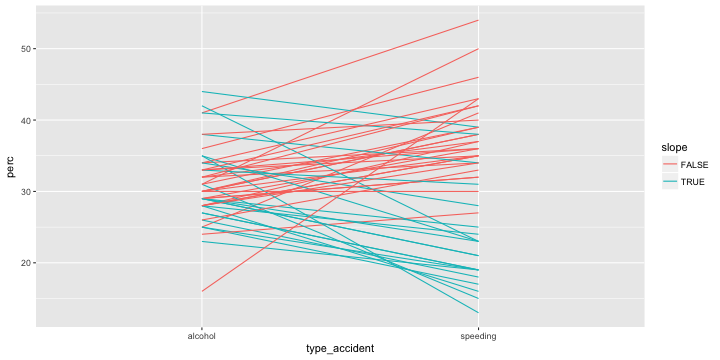 perc
50
40
30
20
alcohol
speeding
type_accident
slope
FALSE
TRUE